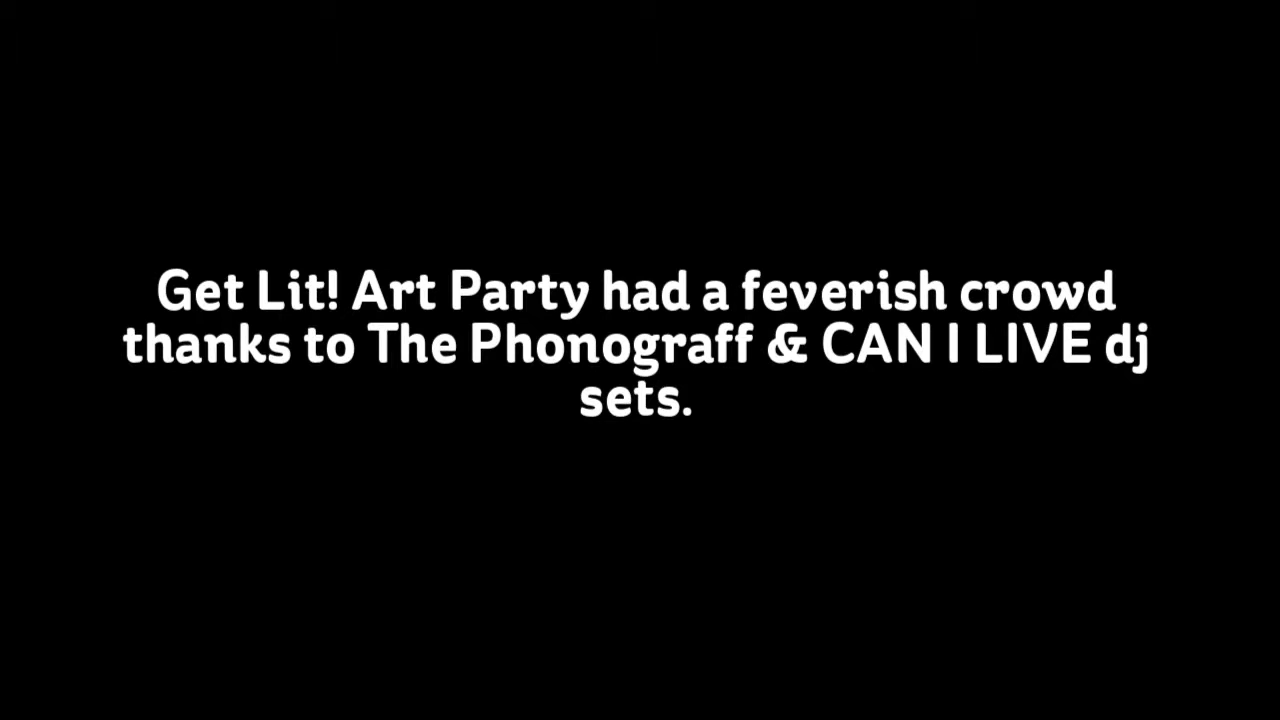 Get Lit! Art Party had a feverish crowd
thanks to The Phonograff & CAN I LIVE dj
sets.